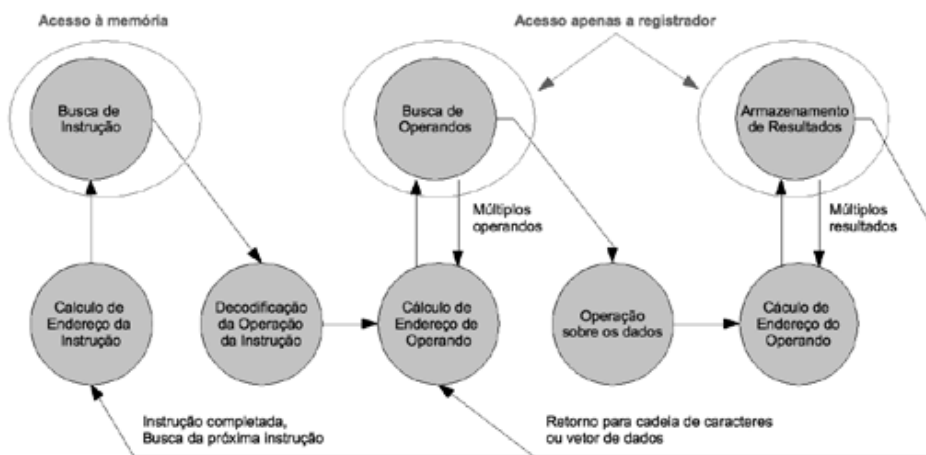 Acesso à memória
Acesso apenas a registrador
Busca de
Instrução
Busca de
Operandos
Armazenamento
de Resultados
Múltiplos
operandos
Múltiplos
resultados
Calculo de
Endereço da
Instrução
Decodificação
da Operação
da Instrução
Cálculo de
Endereço do
Operando
Operação
sobre os dados
Cáculo de
Endereço do
Operando
Instrução completada,
Busca da próxima instrução
Retorno para cadeia de caracteres
ou vetor de dados